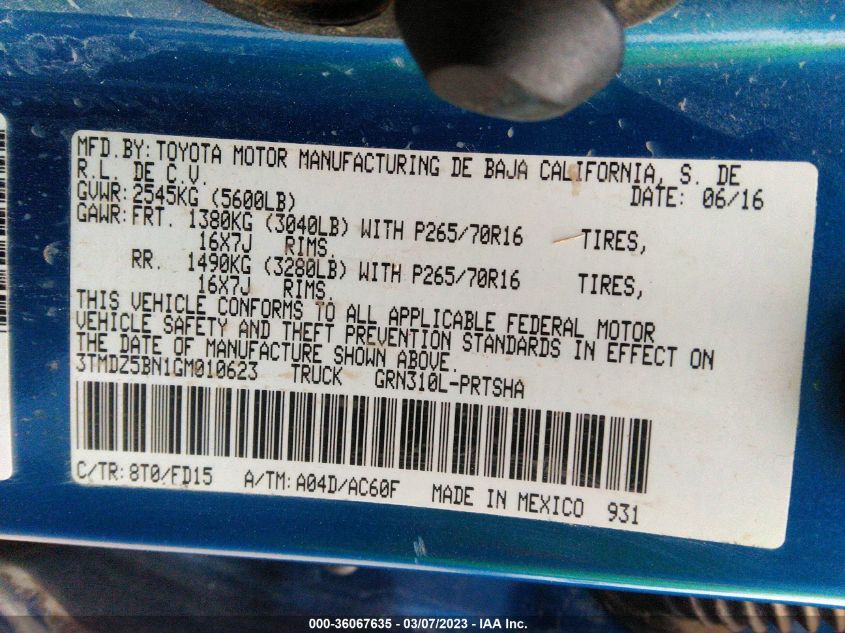 MFD.BY:TOYOTA MOTOR MANUFACTURING DE BAJA CALIFORNIA, S. DE
R.L. DE C.V.
DATE: 06/16
GVWR:2545KG (5600LB)
GAWR:FRT. 1380KG (3040LB) WITH P265/70R16 TIRES,
16X7J RIMS.
RR. 1490KG (3280LB) WITH P265/70R16 TIRES,
16X7J RIMS.
THIS VEHICLE CONFORMS TO ALL APPLICABLE FEDERAL MOTOR
VEHICLE SAFETY AND THEFT PREVENTION STANDARDS IN EFFECT ON
THE DATE OF MANUFACTURE SHOWN ABOVE.
3TMDZ5BN1GM010623 TRUCK GRN310L-PRTSHA
C/TR:8T0/FD15 A/TM:A04D/AC60F MADE IN MEXICO 931
000-36067635 - 03/07/2023 - IAA Inc.